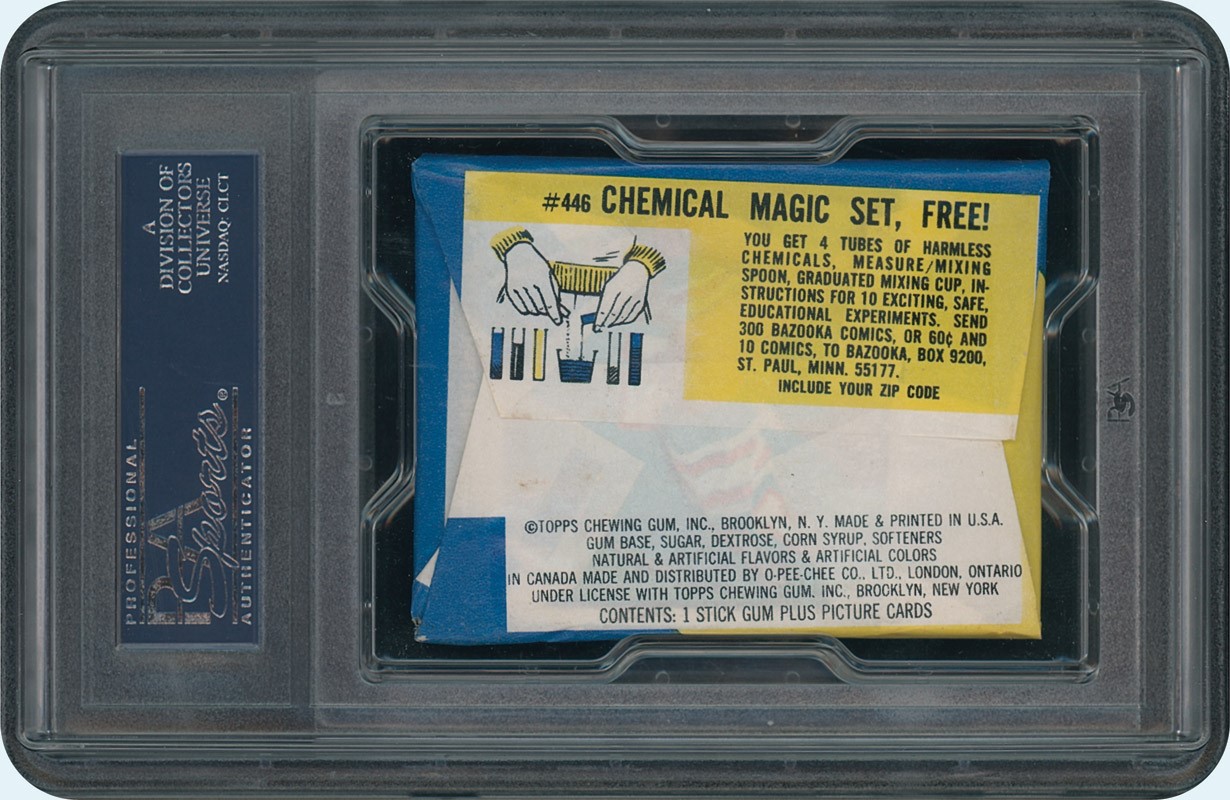 A
DIVISION OF
COLLECTORS
UNIVERSE
NASDAQ: CLCT
PROFESSIONAL
PSA
Sports®
AUTHENTICATOR
#446 CHEMICAL MAGIC SET, FREE!
YOU GET 4 TUBES OF HARMLESS
CHEMICALS, MEASURE/MIXING
SPOON, GRADUATED MIXING CUP, IN-
STRUCTIONS FOR 10 EXCITING, SAFE,
EDUCATIONAL EXPERIMENTS. SEND
300 BAZOOKA COMICS, OR 60¢ AND
10 COMICS, TO BAZOOKA, BOX 9200,
ST. PAUL, MINN. 55177.
INCLUDE YOUR ZIP CODE
©TOPPS CHEWING GUM, INC., BROOKLYN, N. Y. MADE & PRINTED IN U.S.A.
GUM BASE, SUGAR, DEXTROSE, CORN SYRUP, SOFTENERS
NATURAL & ARTIFICIAL FLAVORS & ARTIFICIAL COLORS
IN CANADA MADE AND DISTRIBUTED BY O-PEE-CHEE CO., LTD., LONDON, ONTARIO
UNDER LICENSE WITH TOPPS CHEWING GUM. INC., BROOKLYN, NEW YORK
CONTENTS: 1 STICK GUM PLUS PICTURE CARDS
PSA